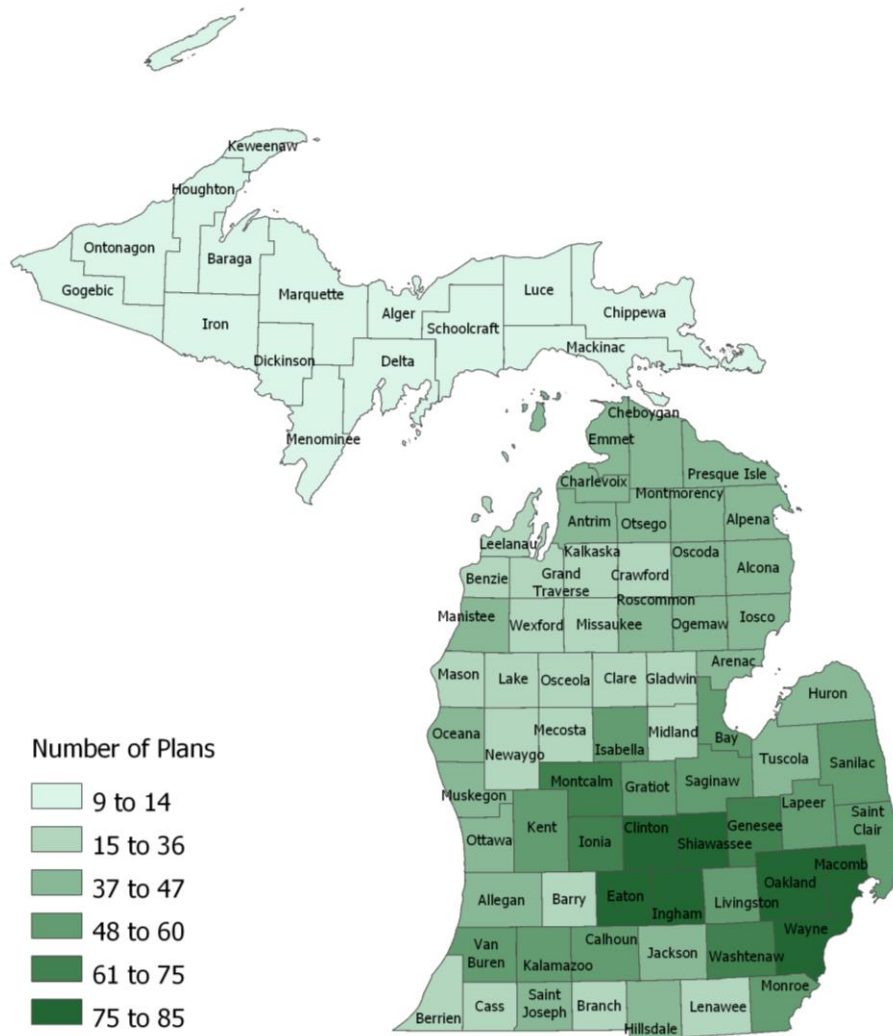 Keweenaw
Houghton
Ontonagon
Baraga
Gogebic
Marquette
Luce
Alger
Chippewa
Iron
Schoolcraft
Mackinac
Dickinson
Delta
Cheboygan
Menominee
Emmet
Charlevoix
Presque Isle
Montmorency
Antrim
Otsego
Alpena
Leelanau
Kalkaska
Oscoda
Benzie
Grand
Traverse
Crawford
Alcona
Roscommon
Manistee
Wexford
Missaukee
Ogemaw
Iosco
Arenac
Mason
Lake
Osceola
Clare
Gladwin
Huron
Oceana
Mecosta
Midland
Bay
Newaygo
Isabella
Tuscola
Sanilac
Number of Plans
Montcalm
Gratiot
Saginaw
9 to 14
Muskegon
Lapeer
15 to 36
Ottawa
Kent
Ionia
Clinton
Shiawassee
Genesee
Saint
Clair
37 to 47
Macomb
Oakland
48 to 60
Allegan
Barry
Eaton
Ingham
Livingston
Wayne
61 to 75
Van
Buren
Kalamazoo
Calhoun
Jackson
Washtenaw
75 to 85
Berrien
Cass
Saint
Joseph
Branch
Hillsdale
Lenawee
Monroe